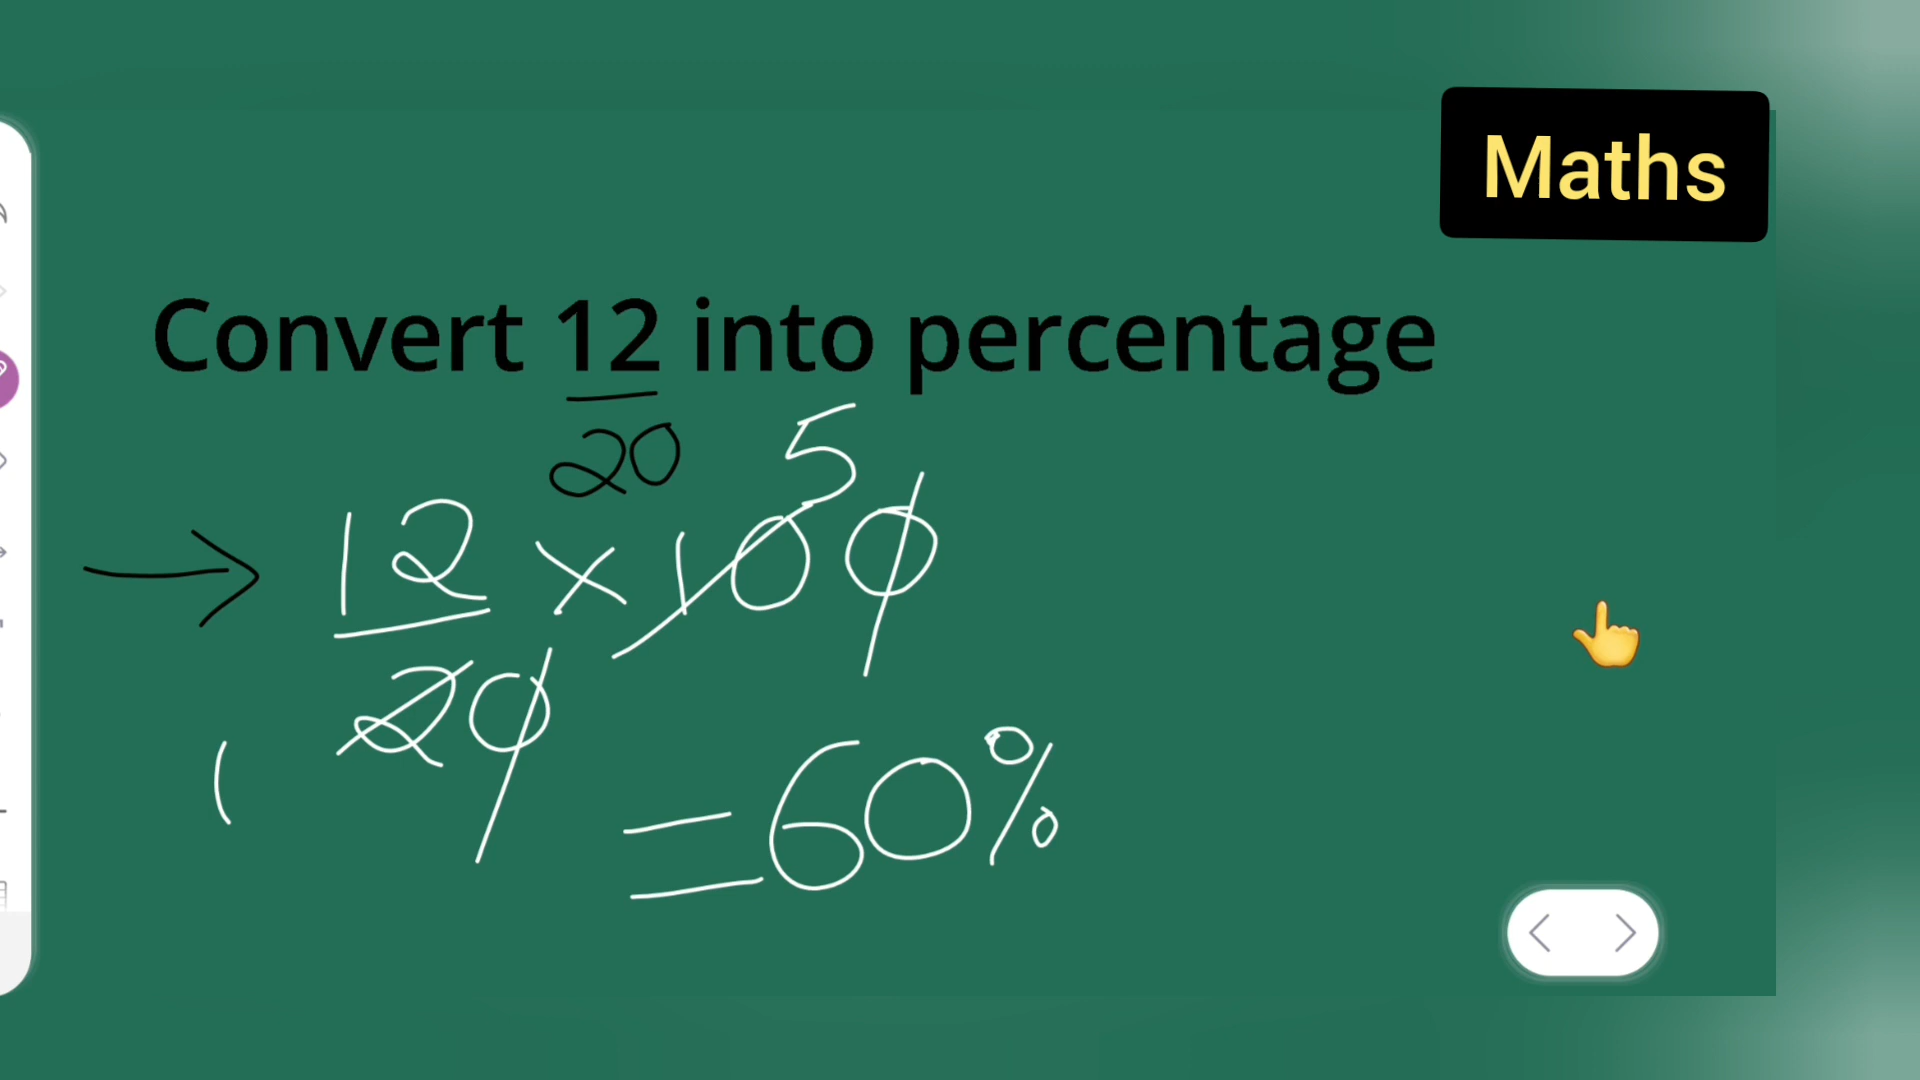 Maths
Convert 12 into percentage
20
5
12 × 100
20
1
= 60%